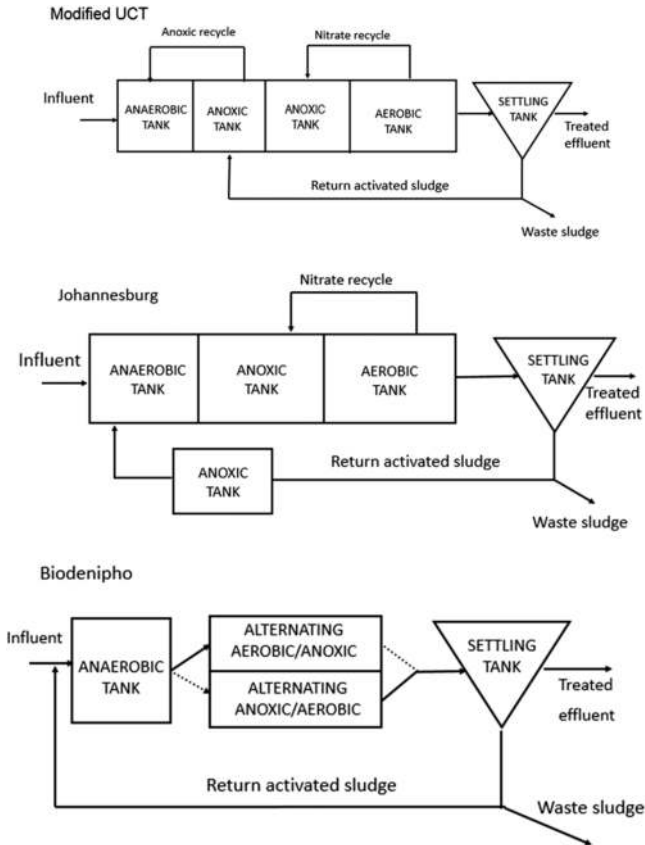 Modified UCT
Anoxic recycle
Nitrate recycle
Influent
ANAEROBIC
TANK
ANOXIC
TANK
ANOXIC
TANK
AEROBIC
TANK
SETTLING
TANK
Treated
effluent
Return activated sludge
Waste sludge
Johannesburg
Nitrate recycle
Influent
ANAEROBIC
TANK
ANOXIC
TANK
AEROBIC
TANK
SETTLING
TANK
Treated
effluent
ANOXIC
TANK
Return activated sludge
Waste sludge
Biodenipho
Influent
ANAEROBIC
TANK
ALTERNATING
AEROBIC/ANOXIC
ALTERNATING
ANOXIC/AEROBIC
SETTLING
TANK
Treated
effluent
Return activated sludge
Waste sludge